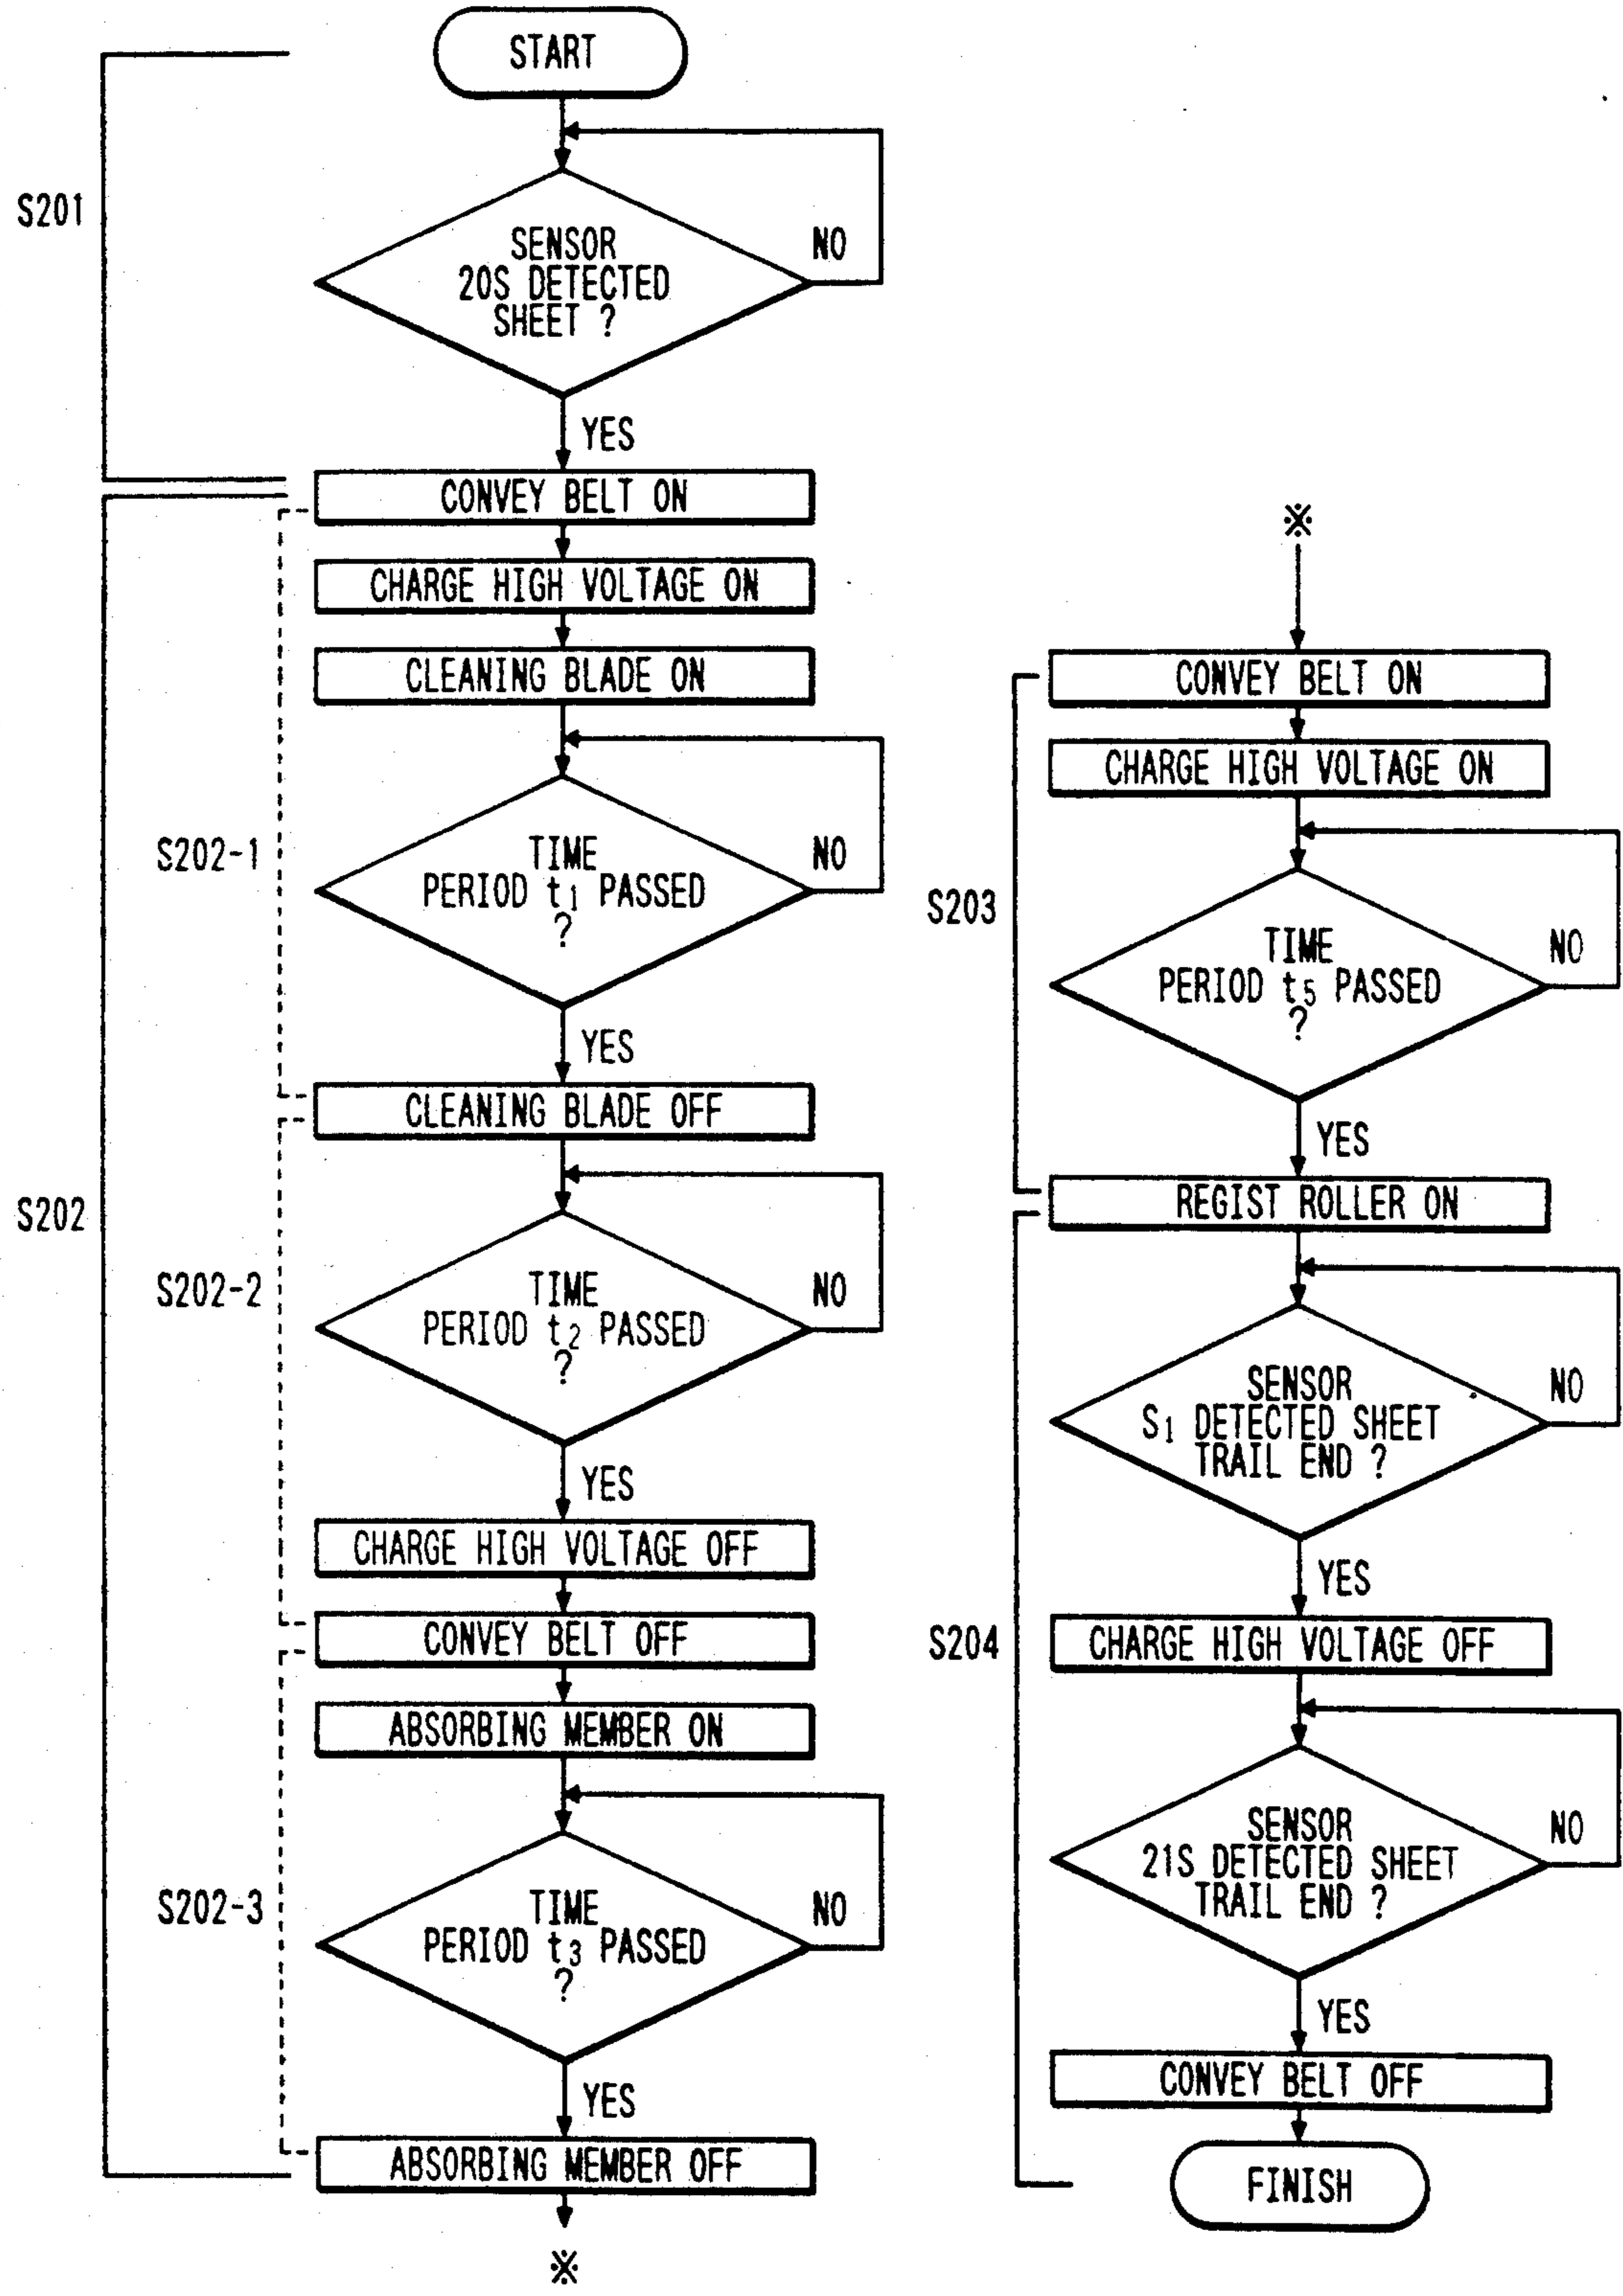 START
S201
SENSOR
20S DETECTED
SHEET ?
NO
YES
CONVEY BELT ON
CHARGE HIGH VOLTAGE ON
CLEANING BLADE ON
S202-1
TIME
PERIOD t1 PASSED
?
NO
YES
CLEANING BLADE OFF
S202
S202-2
TIME
PERIOD t2 PASSED
?
NO
YES
CHARGE HIGH VOLTAGE OFF
CONVEY BELT OFF
ABSORBING MEMBER ON
S202-3
TIME
PERIOD t3 PASSED
?
NO
YES
ABSORBING MEMBER OFF
※
※
CONVEY BELT ON
CHARGE HIGH VOLTAGE ON
S203
TIME
PERIOD t5 PASSED
?
NO
YES
REGIST ROLLER ON
SENSOR
S1 DETECTED SHEET
TRAIL END ?
NO
YES
S204
CHARGE HIGH VOLTAGE OFF
SENSOR
21S DETECTED SHEET
TRAIL END ?
NO
YES
CONVEY BELT OFF
FINISH